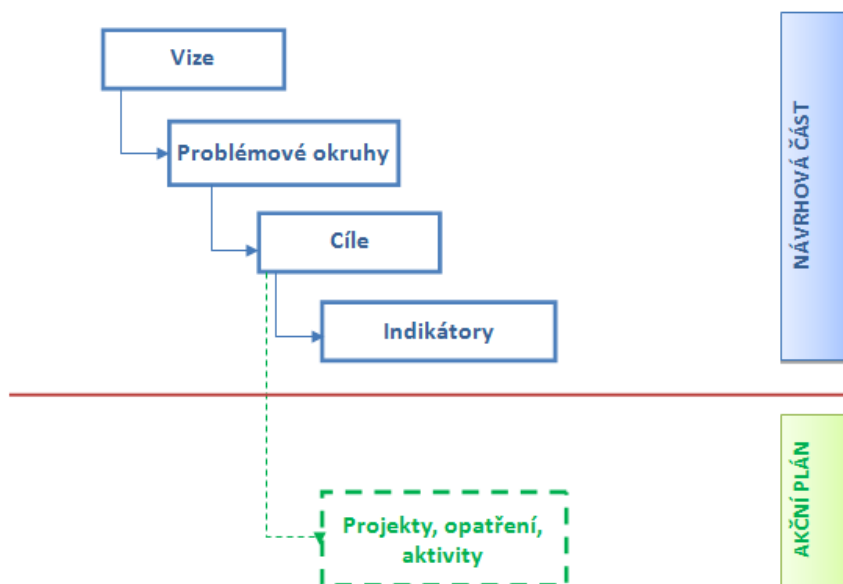 Vize
Problémové okruhy
Cíle
Indikátory
NÁVRHOVÁ ČÁST
Projekty, opatření,
aktivity
AKČNÍ PLÁN